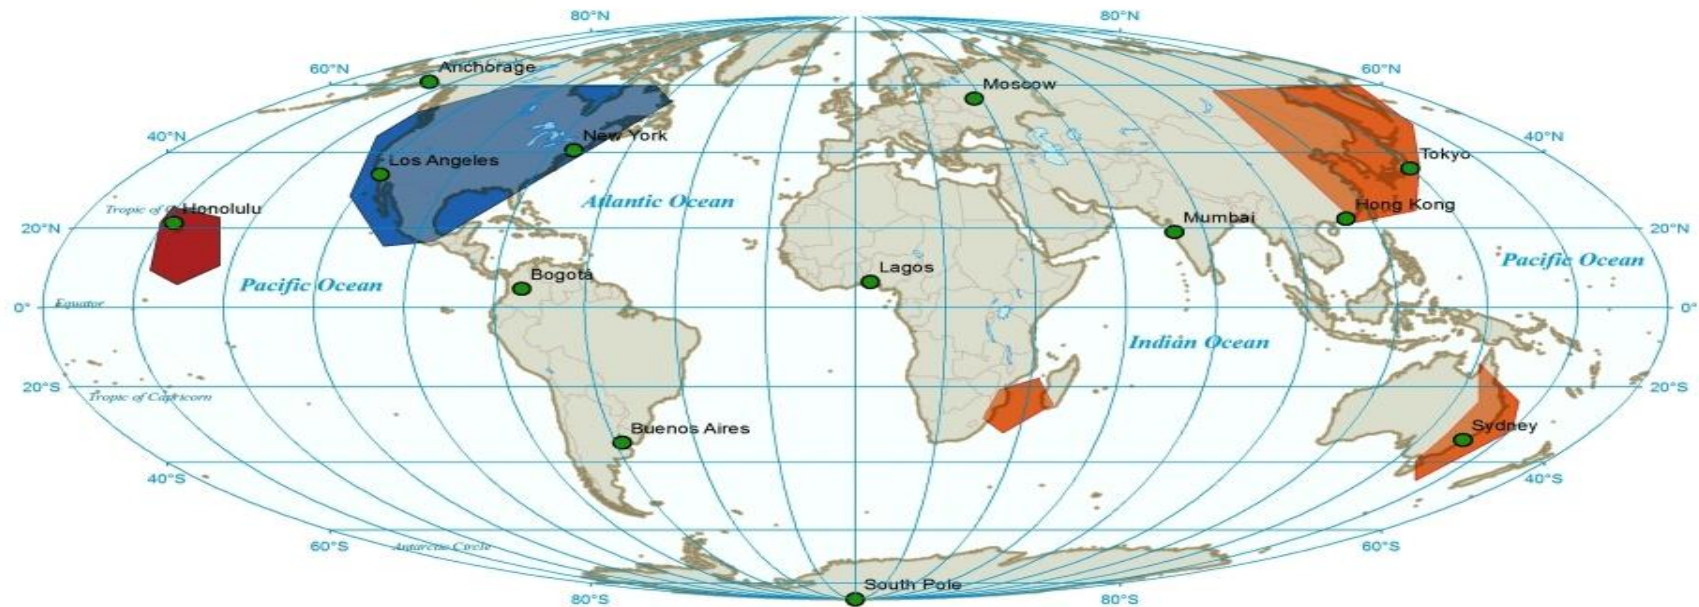 80°N 80°N
60°N Anchorage Moscow 60°N
40°N New York 40°N
Los Angeles Tokyo
Tropic of Honolulu Atlantic Ocean Mumbai Hong Kong
20°N 20°N
Pacific Ocean Bogotá Lagos Pacific Ocean
Equator
0° 0°
Indian Ocean
20°S 20°S
Tropic of Capricorn
Buenos Aires Sydney
40°S 40°S
60°S Antarctic Circle 60°S
South Pole
80°S 80°S